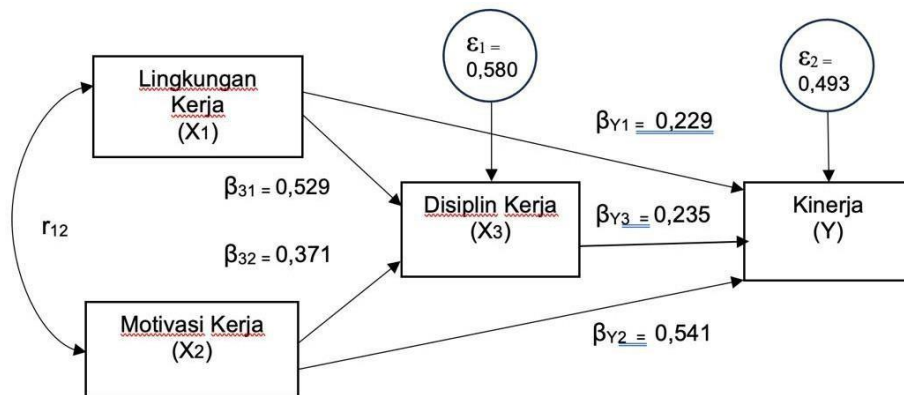 ε1 =
0,580
ε2 =
0,493
Lingkungan
Kerja
(X1)
βY1 = 0,229
β31 = 0,529
Disiplin Kerja
(X3)
βY3 = 0,235
Kinerja
(Y)
r12
β32 = 0,371
Motivasi Kerja
(X2)
βY2 = 0,541